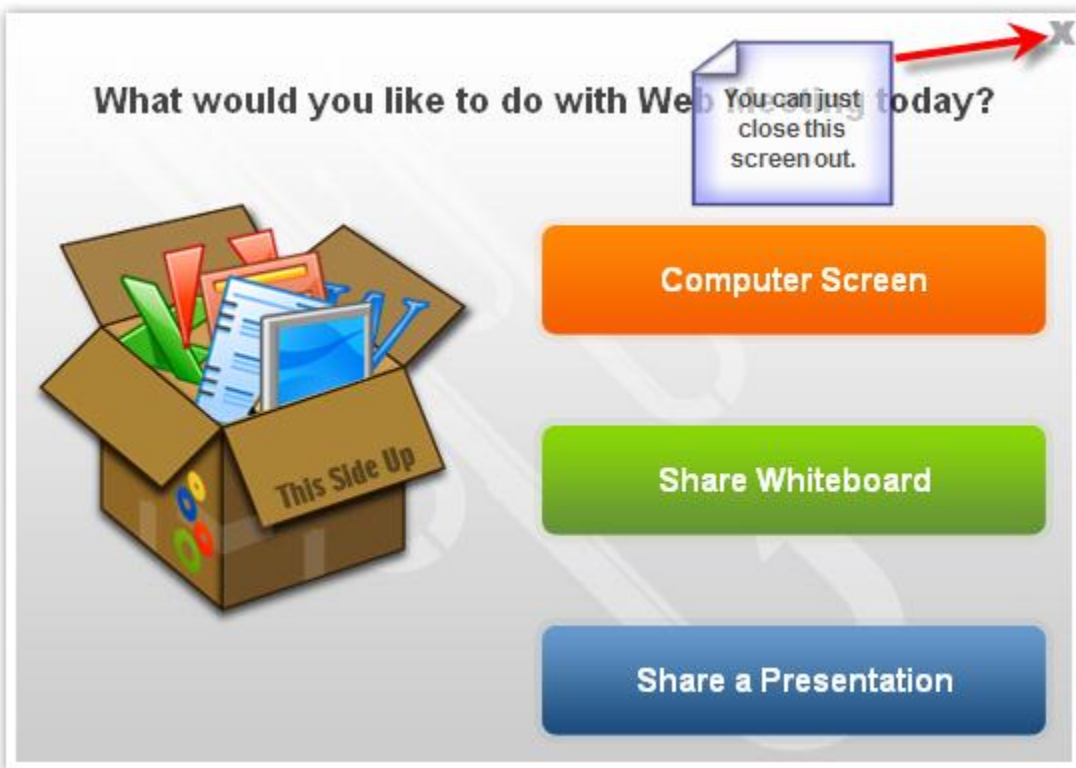 What would you like to do with Web Meeting today?
You can just
close this
screen out.
Computer Screen
Share Whiteboard
Share a Presentation
This Side Up
W
X